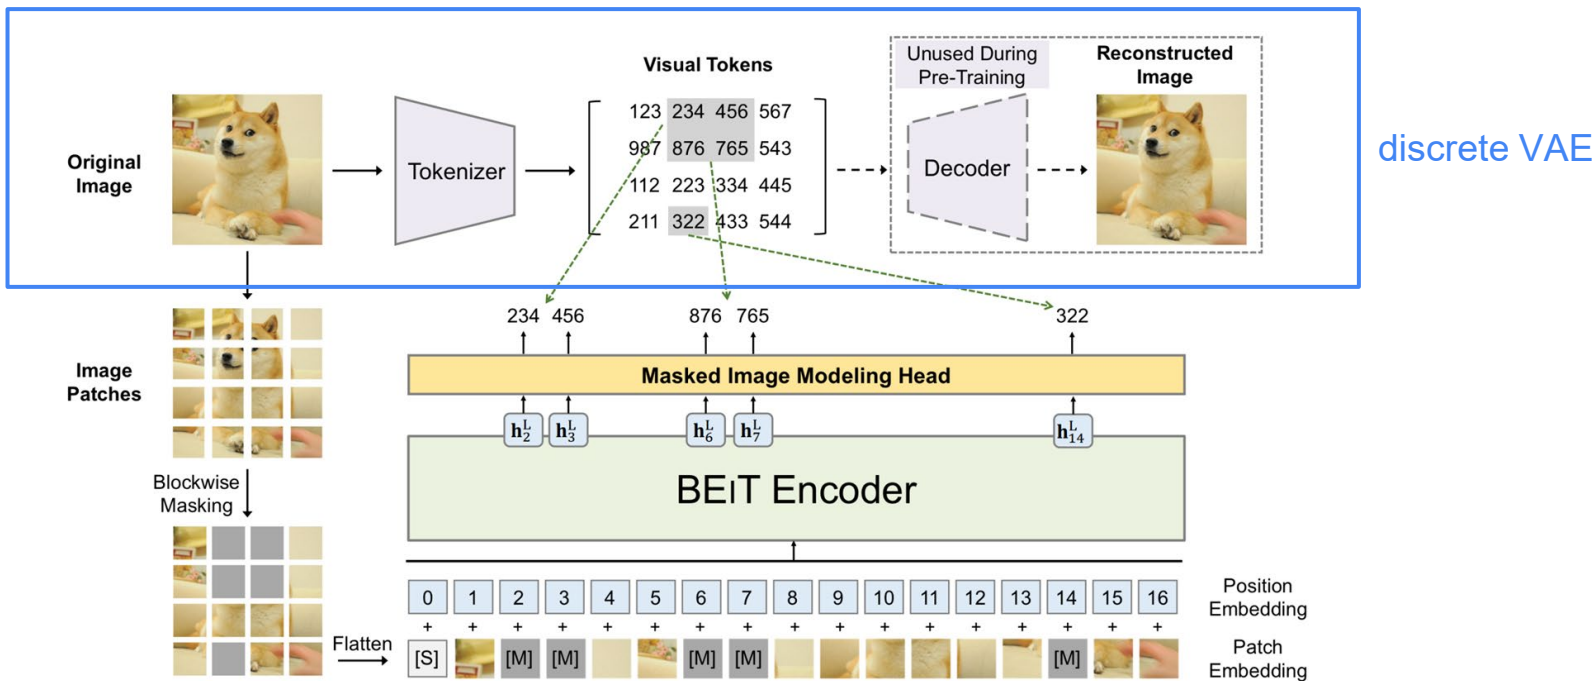 discrete VAE
Unused During
Pre-Training
Reconstructed
Image
Visual Tokens
Original
Image
Tokenizer
123 234 456 567
987 876 765 543
112 223 334 445
211 322 433 544
Decoder
234 456 876 765 322
Image
Patches
Masked Image Modeling Head
h₂ᴸ h₃ᴸ h₆ᴸ h₇ᴸ h₁₄ᴸ
BEiT Encoder
Blockwise
Masking
0 1 2 3 4 5 6 7 8 9 10 11 12 13 14 15 16
Position
Embedding
+ + + + + + + + + + + + + + + + +
Flatten
[S] [M] [M] [M] [M] [M]
Patch
Embedding